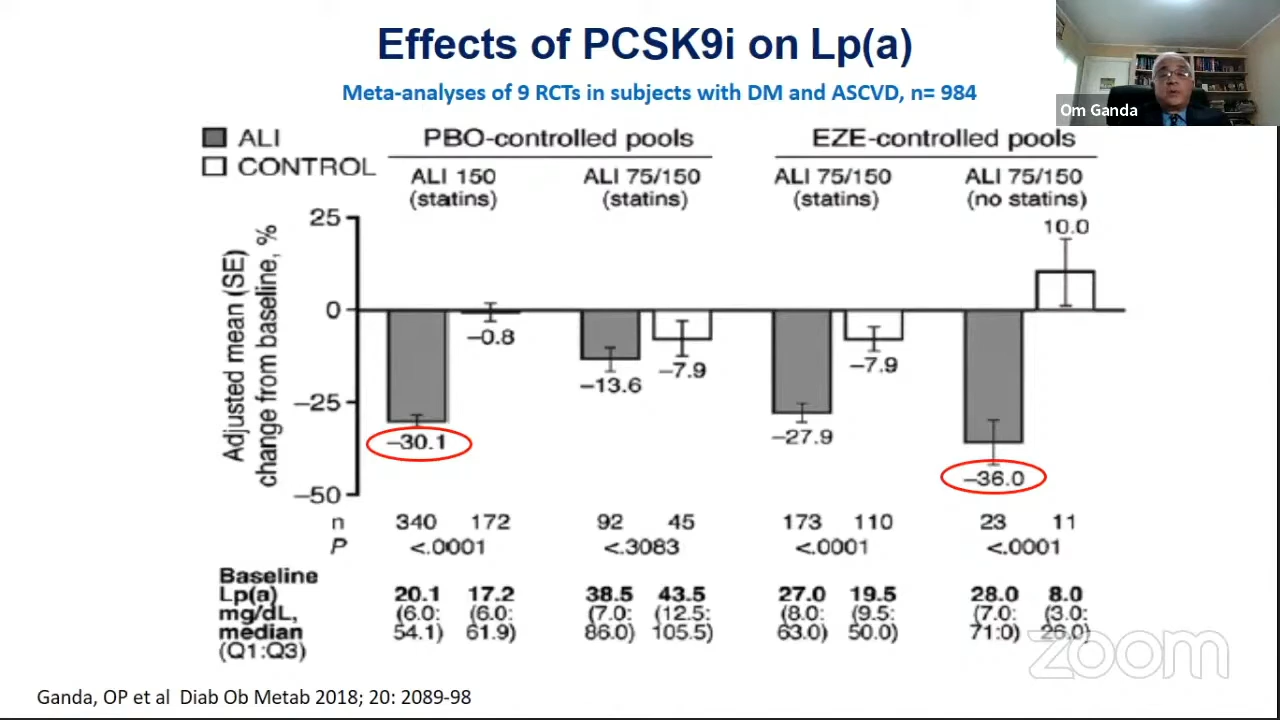 Effects of PCSK9i on Lp(a)
Meta-analyses of 9 RCTs in subjects with DM and ASCVD, n= 984
Om Ganda
ALI
CONTROL
PBO-controlled pools
EZE-controlled pools
ALI 150 (statins)
ALI 75/150 (statins)
ALI 75/150 (statins)
ALI 75/150 (no statins)
Adjusted mean (SE)
change from baseline, %
25
0
−25
−50
−30.1
−0.8
−13.6
−7.9
−27.9
−7.9
−36.0
10.0
n 340 172 92 45 173 110 23 11
P <.0001 <.3083 <.0001 <.0001
Baseline
Lp(a) 20.1 17.2 38.5 43.5 27.0 19.5 28.0 8.0
mg/dL, (6.0: (6.0: (7.0: (12.5: (8.0: (9.5: (7.0: (3.0:
median 54.1) 61.9) 86.0) 105.5) 63.0) 50.0) 71:0) 26.0)
(Q1:Q3)
zoom
Ganda, OP et al Diab Ob Metab 2018; 20: 2089-98